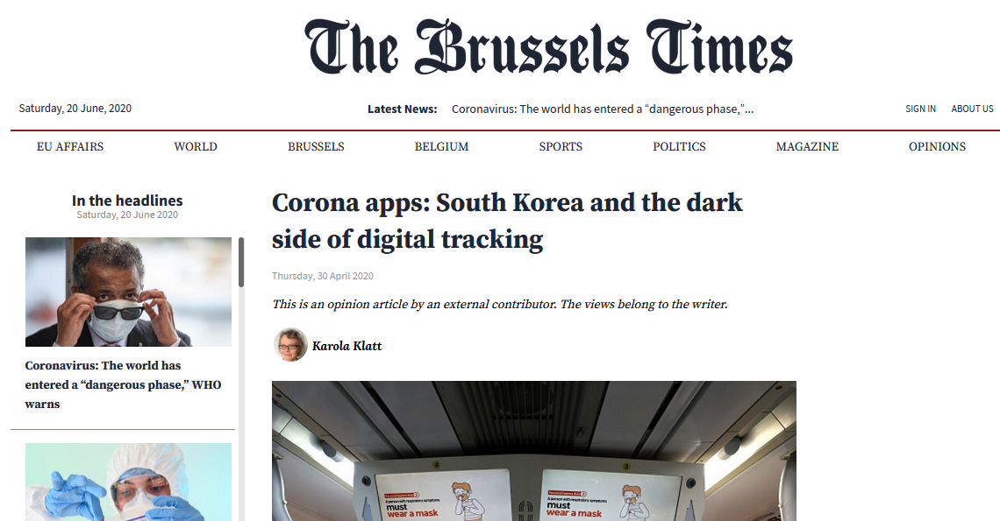 The Brussels Times
Saturday, 20 June, 2020
Latest News: Coronavirus: The world has entered a “dangerous phase,”...
SIGN IN ABOUT US
EU AFFAIRS WORLD BRUSSELS BELGIUM SPORTS POLITICS MAGAZINE OPINIONS
In the headlines
Saturday, 20 June 2020
Coronavirus: The world has
entered a “dangerous phase,” WHO
warns
Corona apps: South Korea and the dark
side of digital tracking
Thursday, 30 April 2020
This is an opinion article by an external contributor. The views belong to the writer.
Karola Klatt
4
A person with respiratory symptoms
must
wear a mask
3
A person with respiratory symptoms
must
wear a mask